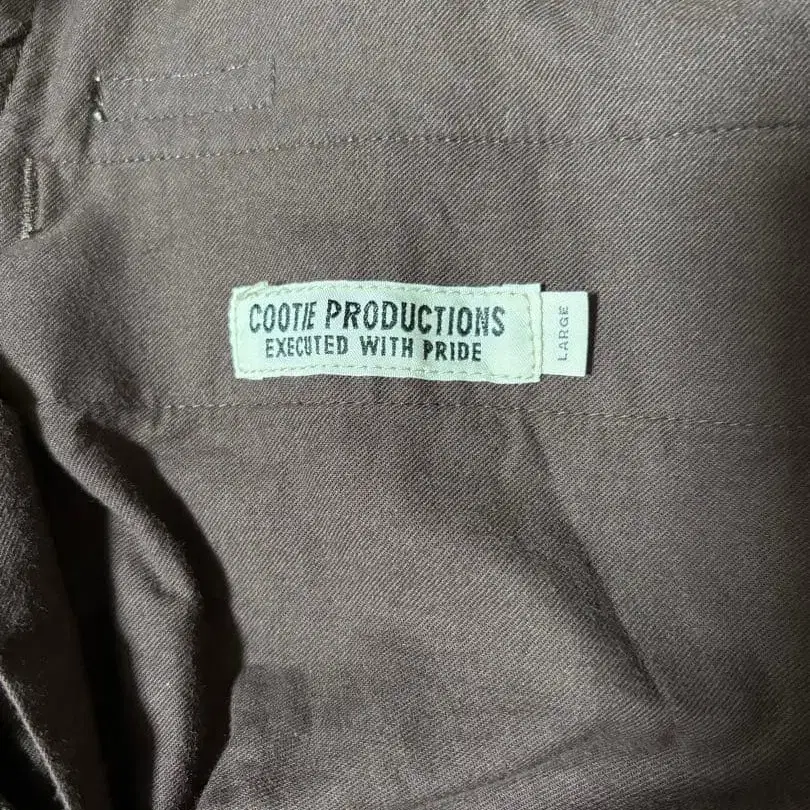 COOTIE PRODUCTIONS
EXECUTED WITH PRIDE
LARGE